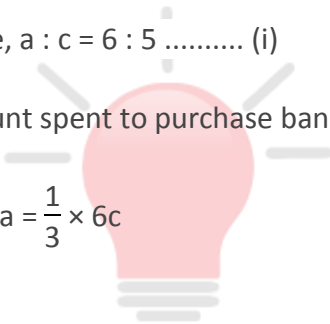 , a : c = 6 : 5 .......... (i)
unt spent to purchase ban
a = 1/3 × 6c